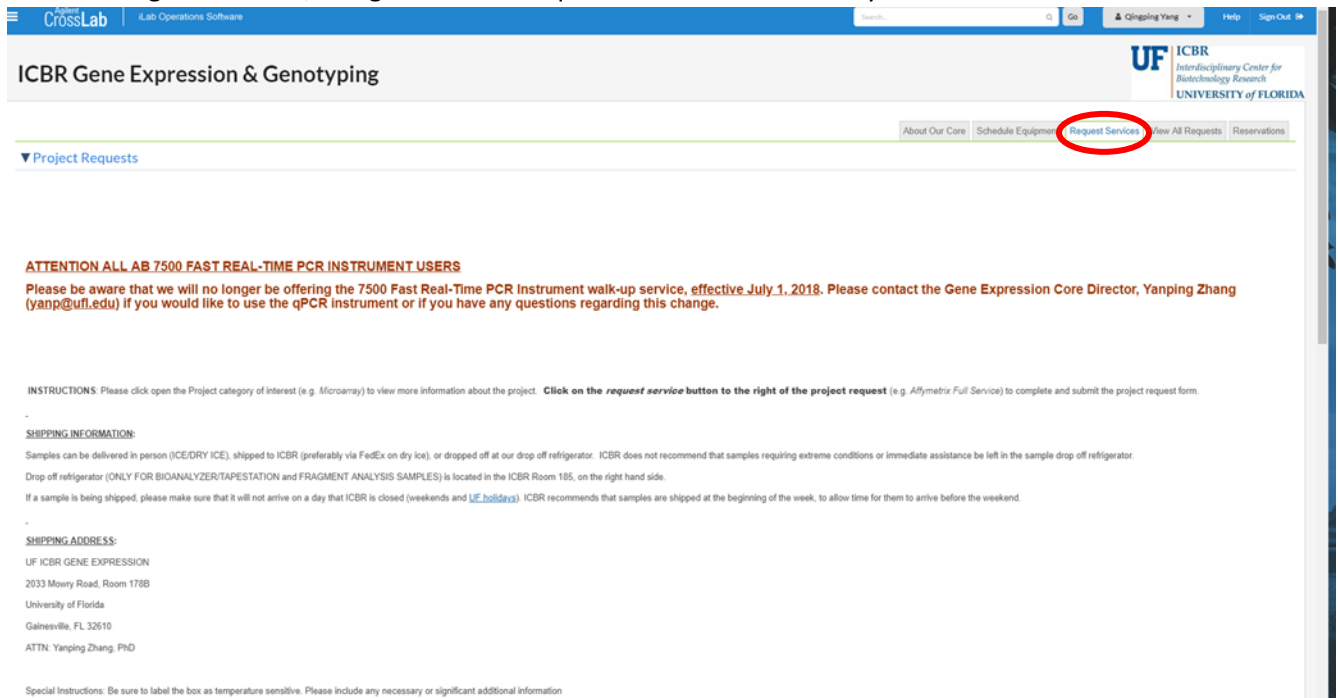 Agilent
CrossLab iLab Operations Software Search... Go Qingping Yang Help Sign Out
ICBR Gene Expression & Genotyping
UF ICBR
Interdisciplinary Center for
Biotechnology Research
UNIVERSITY of FLORIDA
About Our Core Schedule Equipment Request Services View All Requests Reservations
▼Project Requests
ATTENTION ALL AB 7500 FAST REAL-TIME PCR INSTRUMENT USERS
Please be aware that we will no longer be offering the 7500 Fast Real-Time PCR Instrument walk-up service, effective July 1, 2018. Please contact the Gene Expression Core Director, Yanping Zhang
(yanp@ufl.edu) if you would like to use the qPCR instrument or if you have any questions regarding this change.
INSTRUCTIONS: Please click open the Project category of interest (e.g. Microarray) to view more information about the project. Click on the request service button to the right of the project request (e.g. Affymetrix Full Service) to complete and submit the project request form.
SHIPPING INFORMATION:
Samples can be delivered in person (ICE/DRY ICE), shipped to ICBR (preferably via FedEx on dry ice), or dropped off at our drop off refrigerator. ICBR does not recommend that samples requiring extreme conditions or immediate assistance be left in the sample drop off refrigerator.
Drop off refrigerator (ONLY FOR BIOANALYZER/TAPESTATION and FRAGMENT ANALYSIS SAMPLES) is located in the ICBR Room 185, on the right hand side.
If a sample is being shipped, please make sure that it will not arrive on a day that ICBR is closed (weekends and UF holidays). ICBR recommends that samples are shipped at the beginning of the week, to allow time for them to arrive before the weekend.
SHIPPING ADDRESS:
UF ICBR GENE EXPRESSION
2033 Mowry Road, Room 178B
University of Florida
Gainesville, FL 32610
ATTN: Yanping Zhang, PhD
Special Instructions: Be sure to label the box as temperature sensitive. Please include any necessary or significant additional information